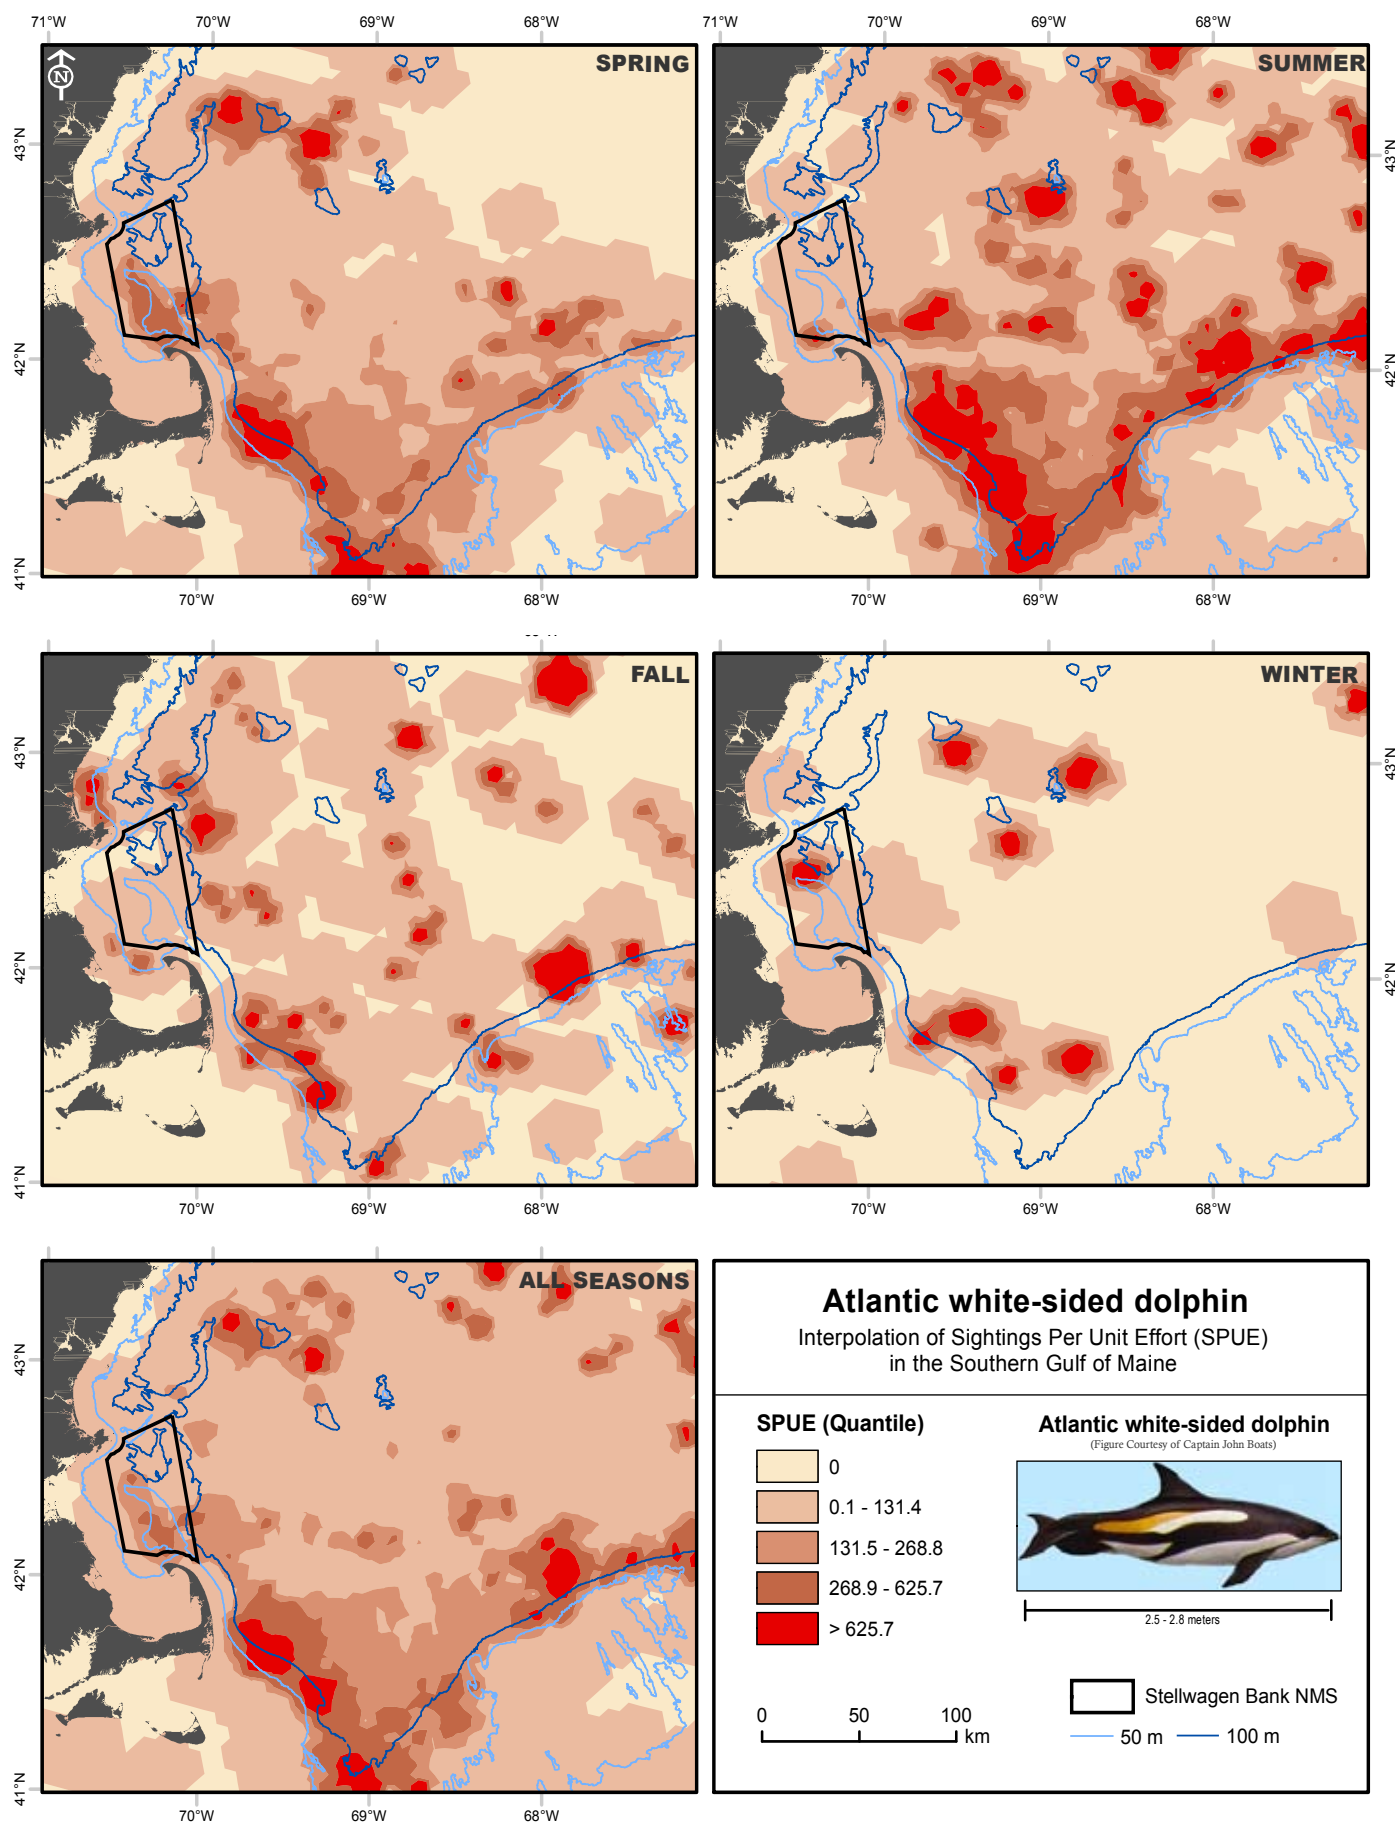 71°W 70°W 69°W 68°W 71°W 70°W 69°W 68°W
N
SPRING
SUMMER
43°N
43°N
42°N
42°N
41°N
70°W 69°W 68°W 70°W 69°W 68°W
FALL
WINTER
43°N
43°N
42°N
42°N
41°N
70°W 69°W 68°W 70°W 69°W 68°W
ALL SEASONS
43°N
42°N
41°N
70°W 69°W 68°W
Atlantic white-sided dolphin
Interpolation of Sightings Per Unit Effort (SPUE)
in the Southern Gulf of Maine
SPUE (Quantile)
0
0.1 - 131.4
131.5 - 268.8
268.9 - 625.7
> 625.7
Atlantic white-sided dolphin
(Figure Courtesy of Captain John Boats)
2.5 - 2.8 meters
0 50 100
km
Stellwagen Bank NMS
50 m 100 m